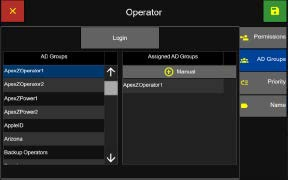 Operator
Login
Permissions
AD Groups
Priority
Name
AD Groups
ApexZOperator1
ApexZOperator2
ApexZPower1
ApexZPower2
AppleID
Arizona
Backup Operators
Assigned AD Groups
Manual
ApexZOperator1